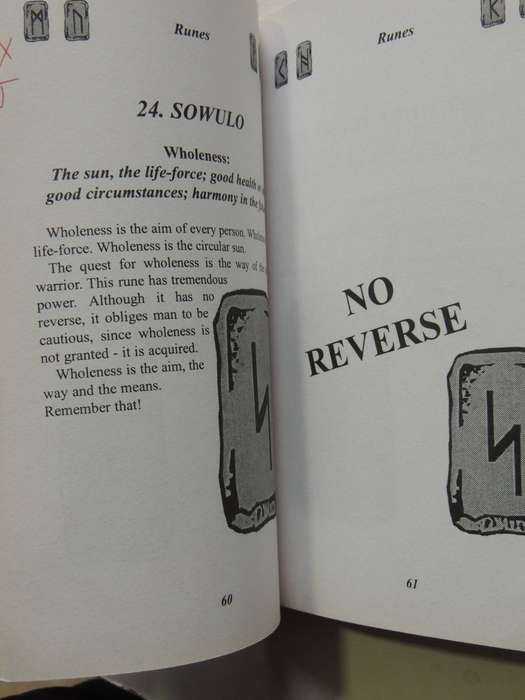 Runes
24. SOWULO
Wholeness:
The sun, the life-force; good health
good circumstances; harmony in the
Wholeness is the aim of every person.
life-force. Wholeness is the circular sun.
The quest for wholeness is the way of the
warrior. This rune has tremendous
power. Although it has no
reverse, it obliges man to be
cautious, since wholeness is
not granted - it is acquired.
Wholeness is the aim, the
way and the means.
Remember that!
60
Runes
NO
REVERSE
61